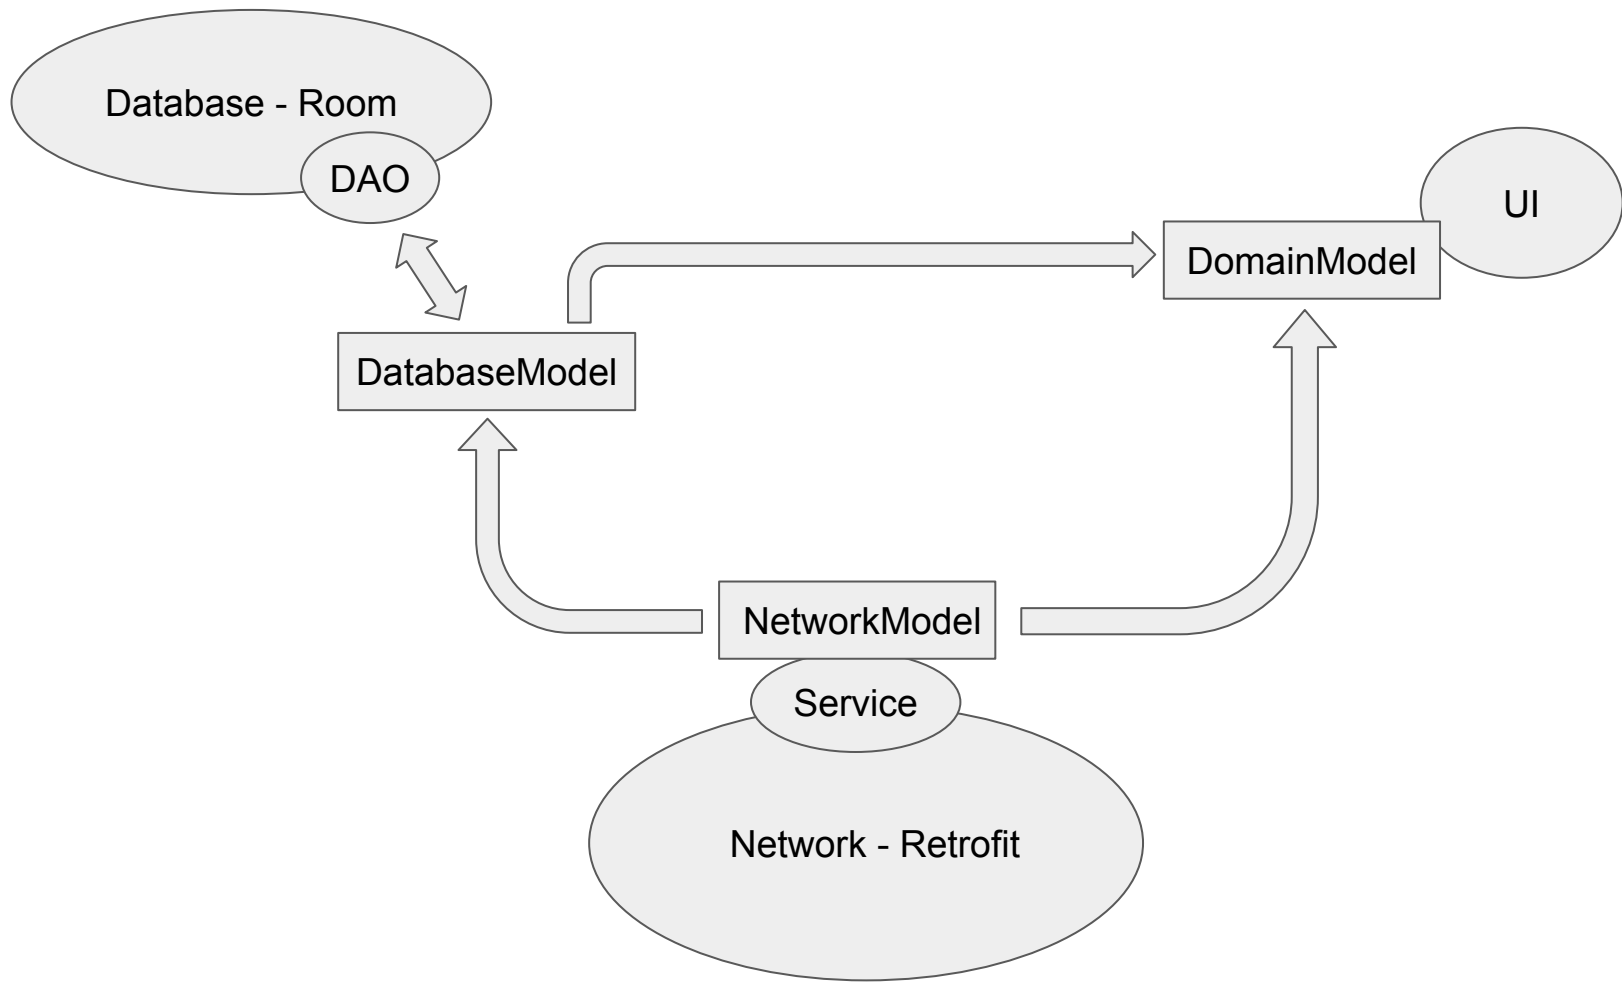 Database - Room
DAO
UI
DomainModel
DatabaseModel
NetworkModel
Service
Network - Retrofit